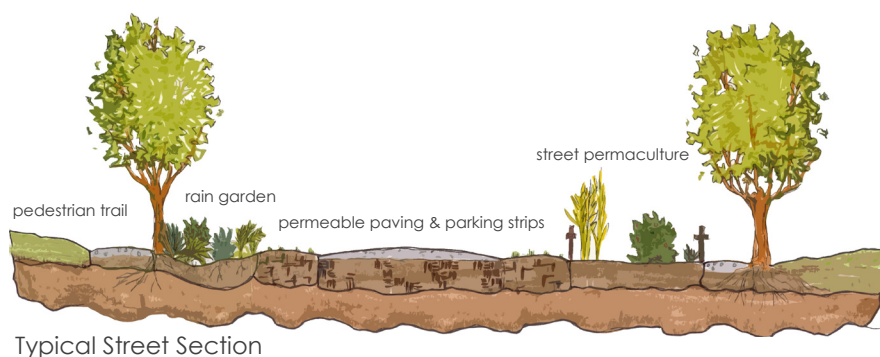 street permaculture
rain garden
pedestrian trail
permeable paving & parking strips
Typical Street Section